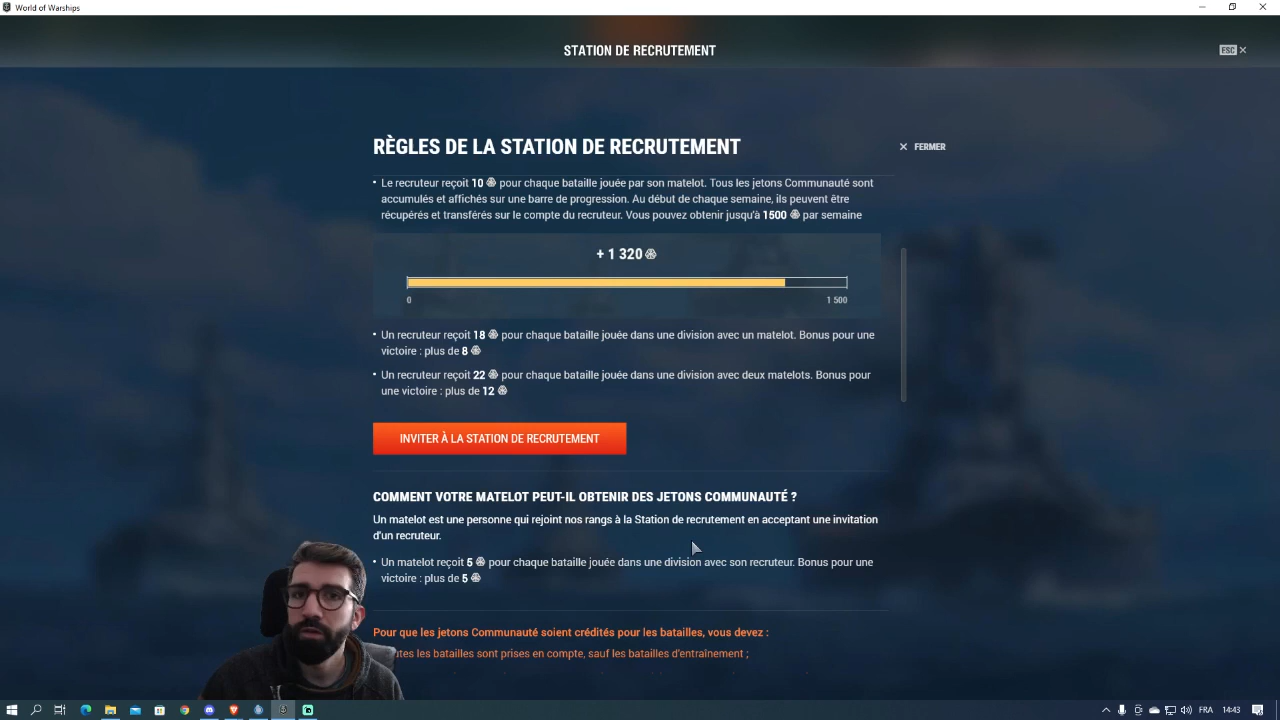 World of Warships
STATION DE RECRUTEMENT
ESC
RÈGLES DE LA STATION DE RECRUTEMENT
FERMER
• Le recruteur reçoit 10 pour chaque bataille jouée par son matelot. Tous les jetons Communauté sont
accumulés et affichés sur une barre de progression. Au début de chaque semaine, ils peuvent être
récupérés et transférés sur le compte du recruteur. Vous pouvez obtenir jusqu'à 1500 par semaine
+ 1 320
0
1 500
• Un recruteur reçoit 18 pour chaque bataille jouée dans une division avec un matelot. Bonus pour une
victoire : plus de 8
• Un recruteur reçoit 22 pour chaque bataille jouée dans une division avec deux matelots. Bonus pour
une victoire : plus de 12
INVITER À LA STATION DE RECRUTEMENT
COMMENT VOTRE MATELOT PEUT-IL OBTENIR DES JETONS COMMUNAUTÉ ?
Un matelot est une personne qui rejoint nos rangs à la Station de recrutement en acceptant une invitation
d'un recruteur.
• Un matelot reçoit 5 pour chaque bataille jouée dans une division avec son recruteur. Bonus pour une
victoire : plus de 5
Pour que les jetons Communauté soient crédités pour les batailles, vous devez :
les batailles sont prises en compte, sauf les batailles d'entraînement ;
FRA
14:43